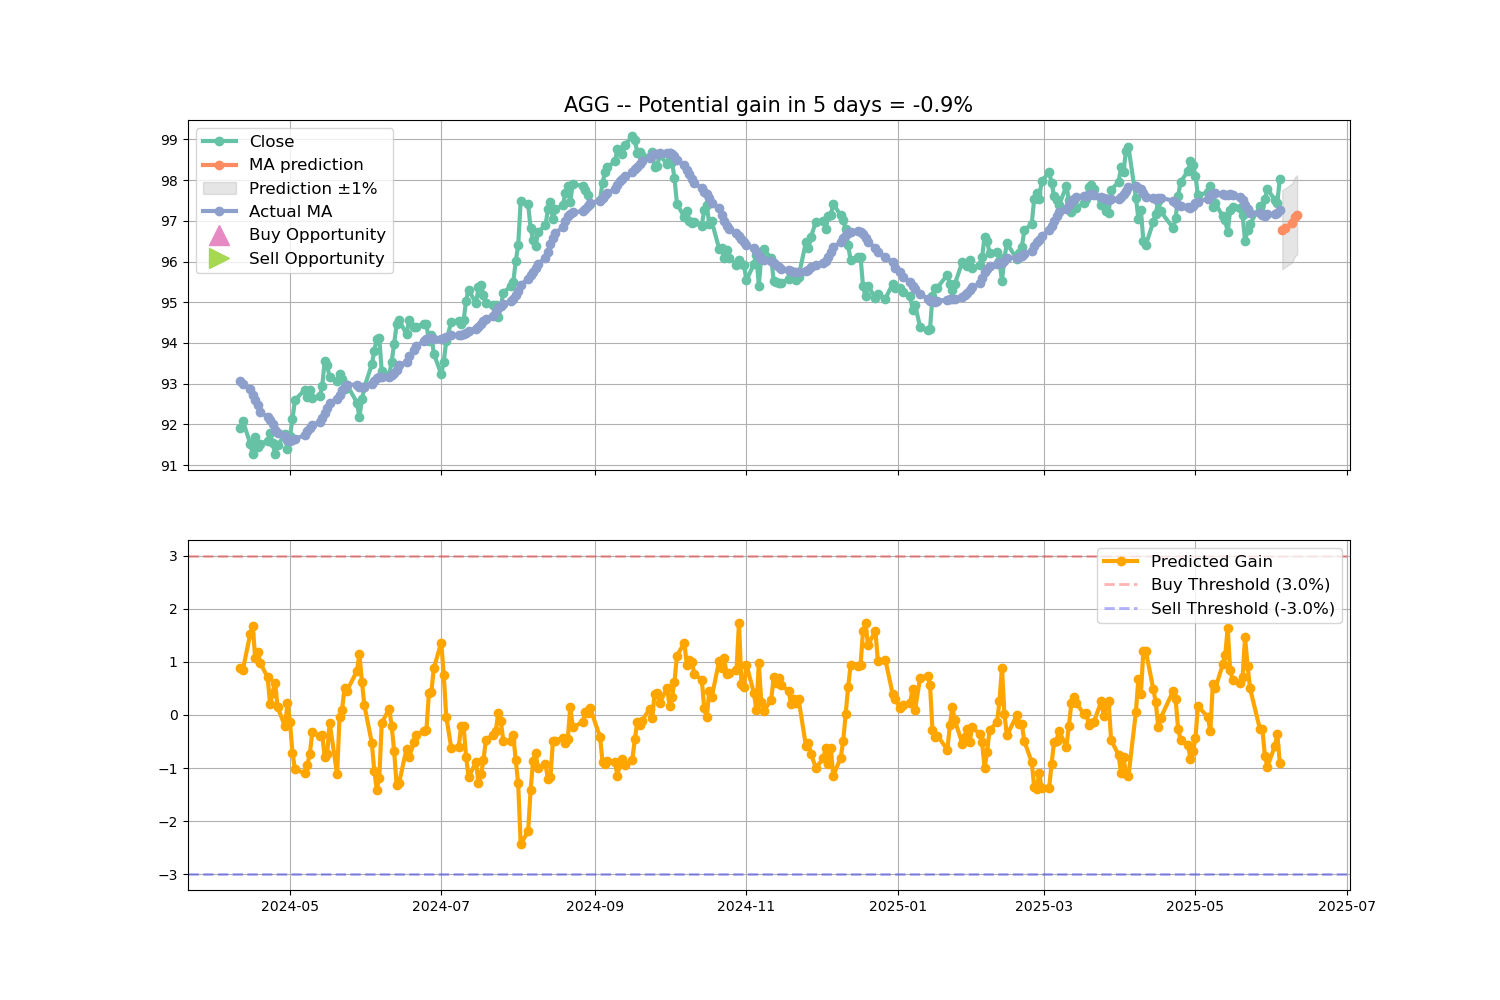 AGG -- Potential gain in 5 days = -0.9%
99
98
97
96
95
94
93
92
91
Close
MA prediction
Prediction ±1%
Actual MA
Buy Opportunity
Sell Opportunity
3
2
1
0
−1
−2
−3
Predicted Gain
Buy Threshold (3.0%)
Sell Threshold (-3.0%)
2024-05
2024-07
2024-09
2024-11
2025-01
2025-03
2025-05
2025-07